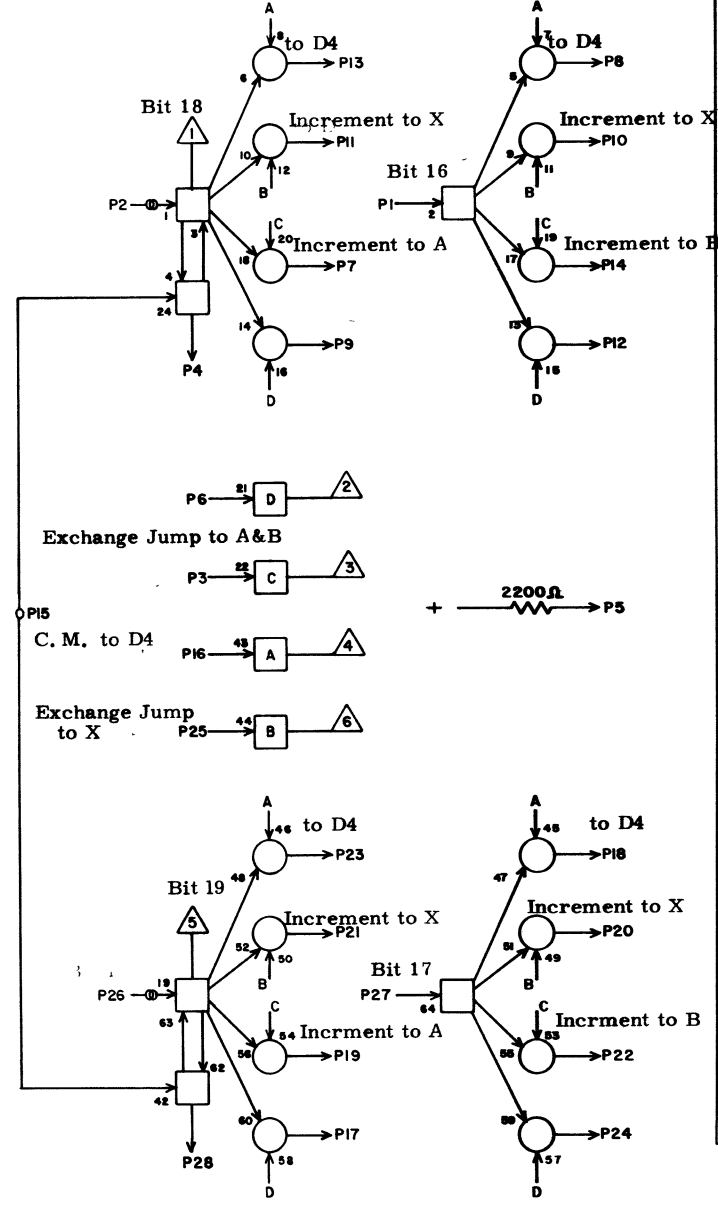 A
A
8
to D4
7
to D4
P13
P8
6
5
Bit 18
1
Increment to X
Increment to X
P11
P10
10
12
9
11
Bit 16
B
B
P2
1
3
P1
2
C
20
C
19
Increment to A
Increment to B
18
P7
17
P14
4
24
14
P9
13
P12
P4
16
15
D
D
P6
21
D
2
Exchange Jump to A&B
P3
22
C
3
2200Ω
+
P5
P15
C. M. to D4
P16
43
A
4
Exchange Jump
to X
P25
44
B
6
A
A
46
to D4
45
to D4
P23
P18
48
47
Bit 19
5
Increment to X
Increment to X
P21
P20
52
50
51
49
Bit 17
B
B
P26
19
63
P27
64
C
54
C
53
Incrment to A
Incrment to B
56
P19
55
P22
62
42
60
P17
59
P24
P28
58
57
D
D